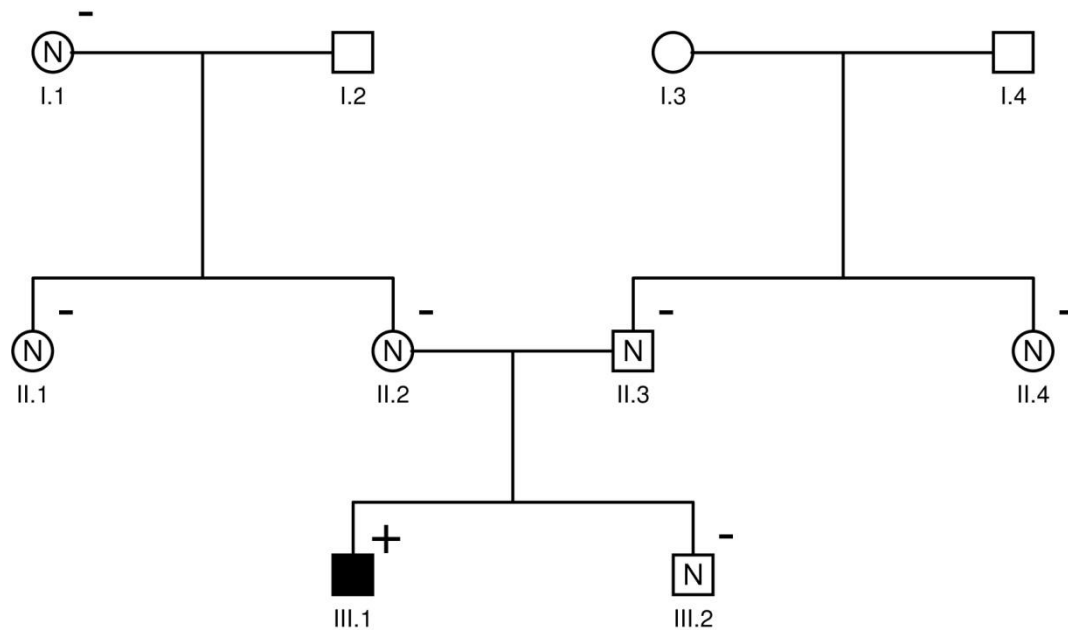 -
N
I.1 I.2 I.3 I.4
- - - -
N N N N
II.1 II.2 II.3 II.4
+ -
N
III.1 III.2